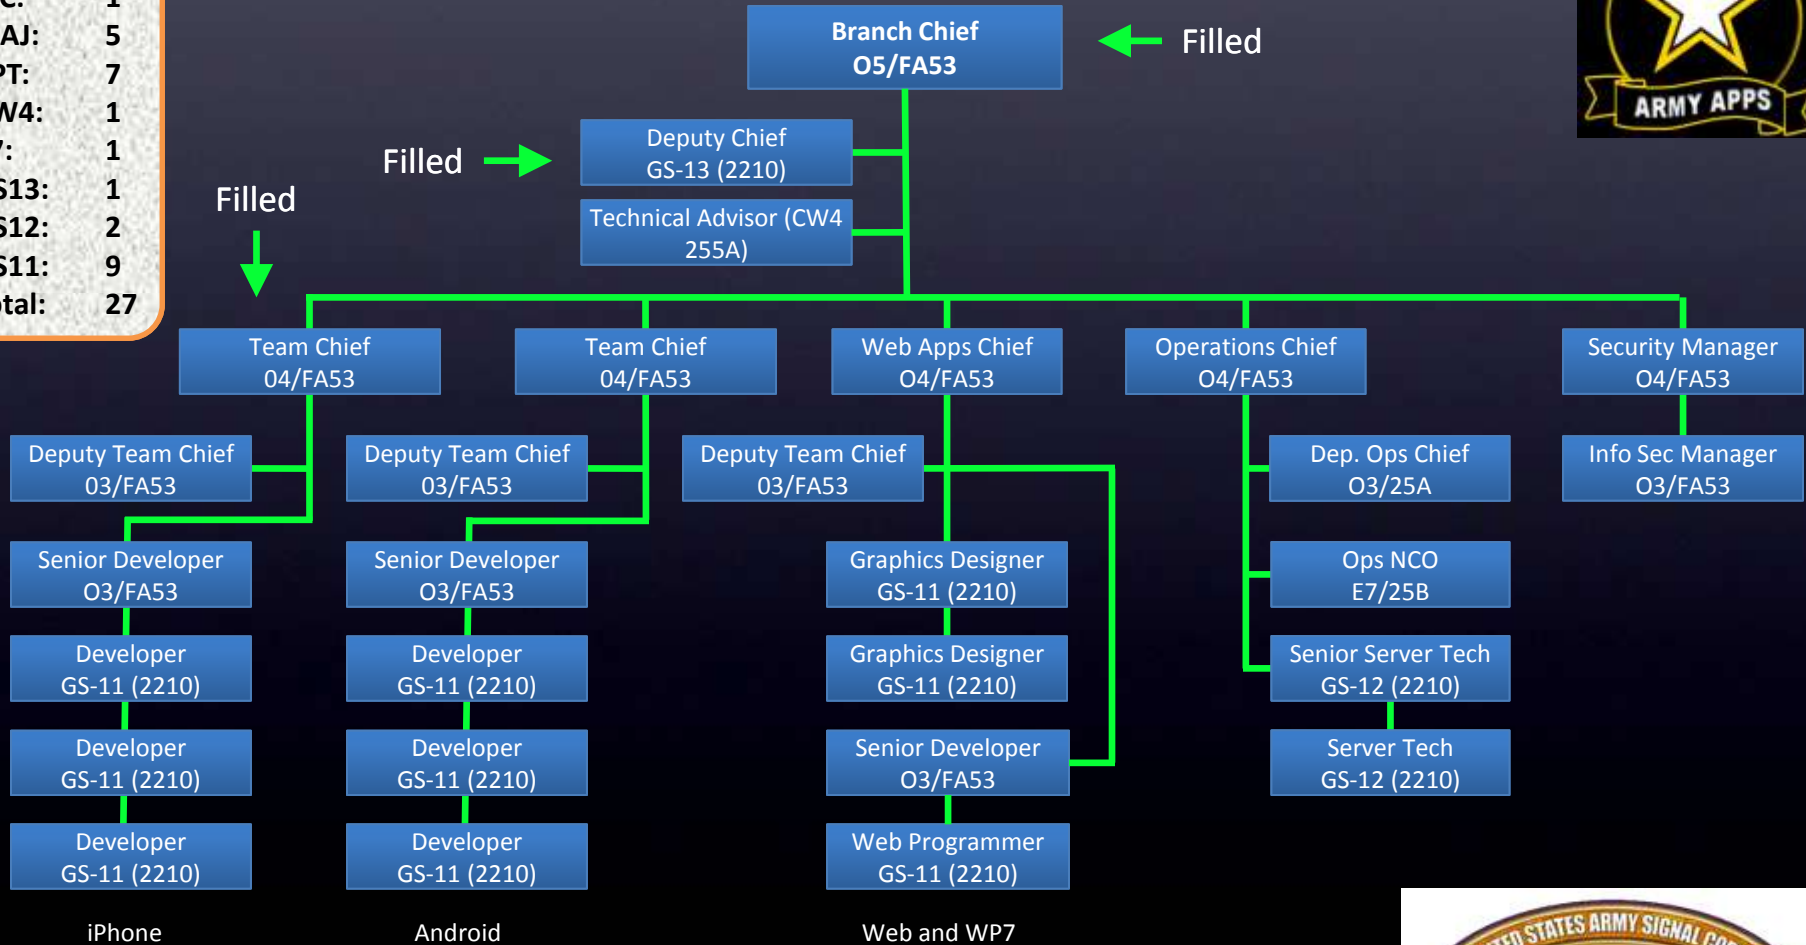 C: 1
AJ: 5
PT: 7
W4: 1
7: 1
S13: 1
S12: 2
S11: 9
otal: 27
Branch Chief
O5/FA53
Filled
ARMY APPS
Deputy Chief
GS-13 (2210)
Filled
Technical Advisor (CW4
255A)
Filled
Team Chief
04/FA53
Team Chief
04/FA53
Web Apps Chief
O4/FA53
Operations Chief
O4/FA53
Security Manager
O4/FA53
Deputy Team Chief
03/FA53
Deputy Team Chief
03/FA53
Deputy Team Chief
03/FA53
Dep. Ops Chief
O3/25A
Info Sec Manager
O3/FA53
Senior Developer
O3/FA53
Senior Developer
O3/FA53
Graphics Designer
GS-11 (2210)
Ops NCO
E7/25B
Developer
GS-11 (2210)
Developer
GS-11 (2210)
Graphics Designer
GS-11 (2210)
Senior Server Tech
GS-12 (2210)
Developer
GS-11 (2210)
Developer
GS-11 (2210)
Senior Developer
O3/FA53
Server Tech
GS-12 (2210)
Developer
GS-11 (2210)
Developer
GS-11 (2210)
Web Programmer
GS-11 (2210)
iPhone
Android
Web and WP7
STATES ARMY SIGNAL